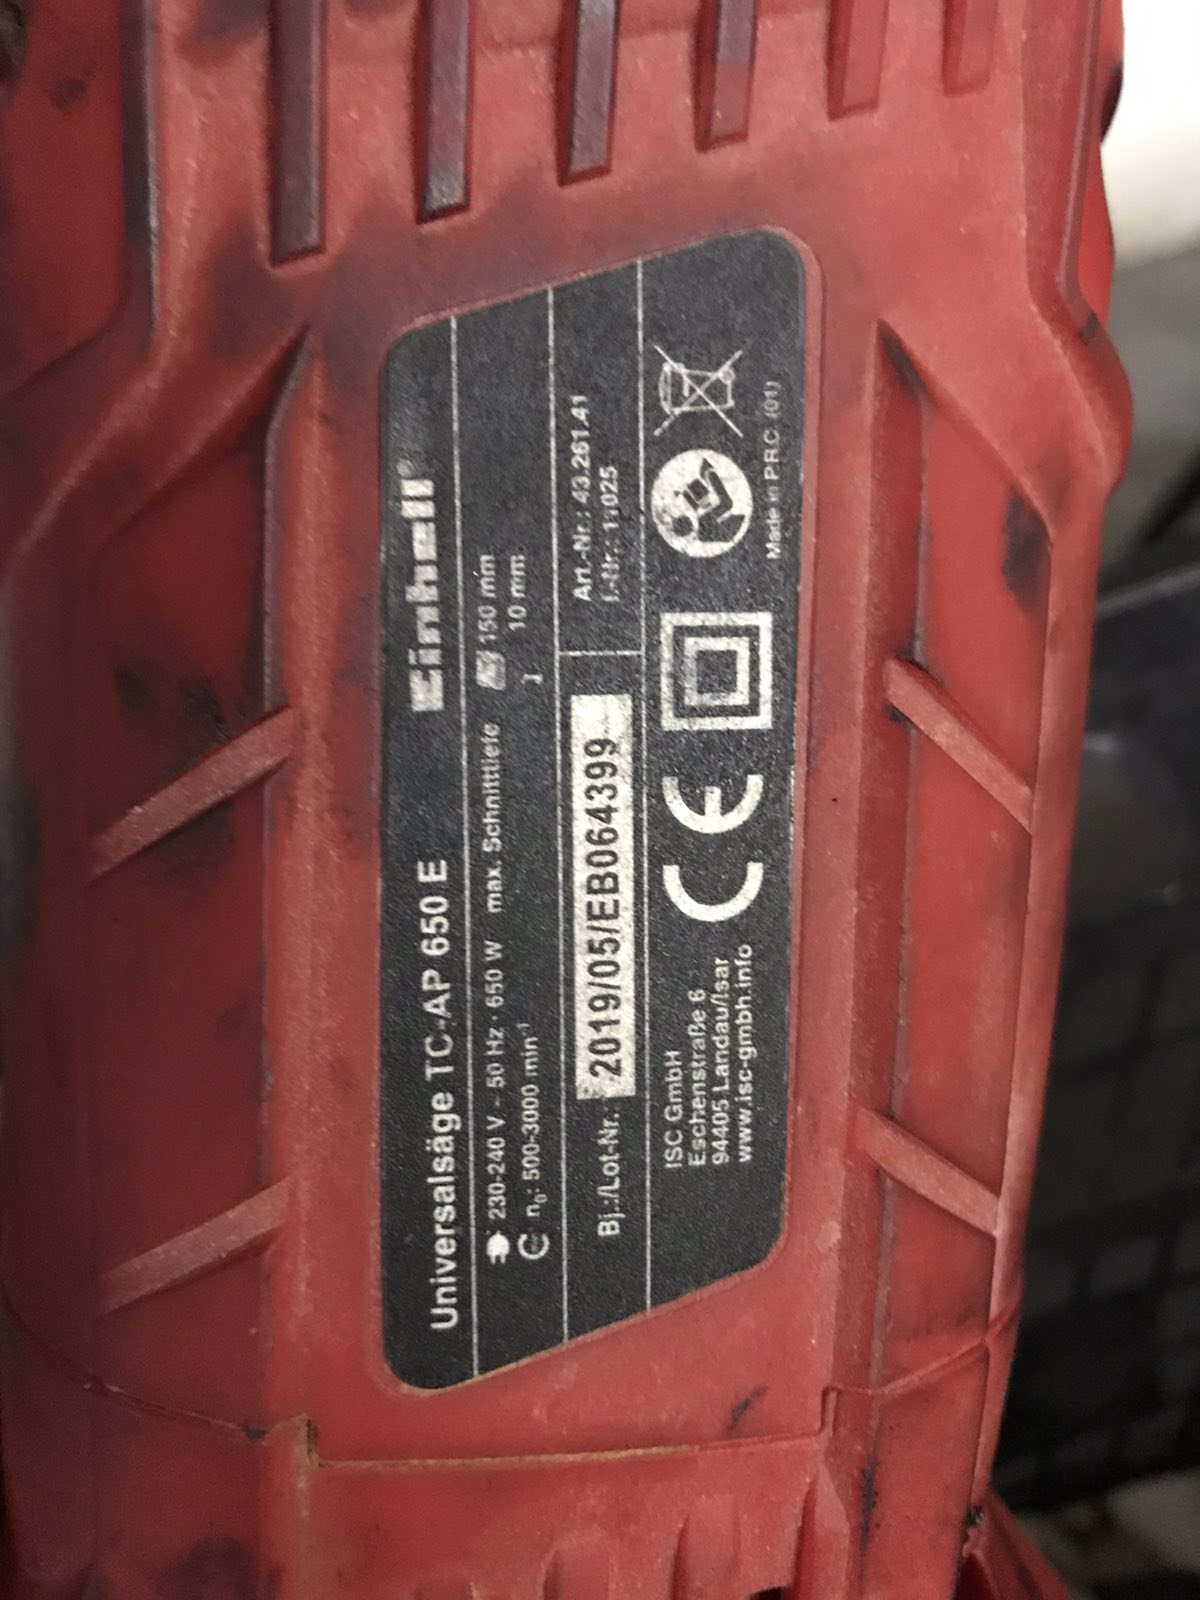 Universalsäge TC-AP 650 E
Einhell®
230-240 V ~ 50 Hz · 650 W max. Schnitttiefe 150 mm
n₀: 500-3000 min⁻¹ 10 mm
Bj.:/Lot-Nr.: 2019/05/EB064399
Art.-Nr.: 43.261.41
I.-Nr.: 11025
ISC GmbH
Eschenstraße 6
94405 Landau/Isar
www.isc-gmbh.info
CE
Made in P.R.C. (01)